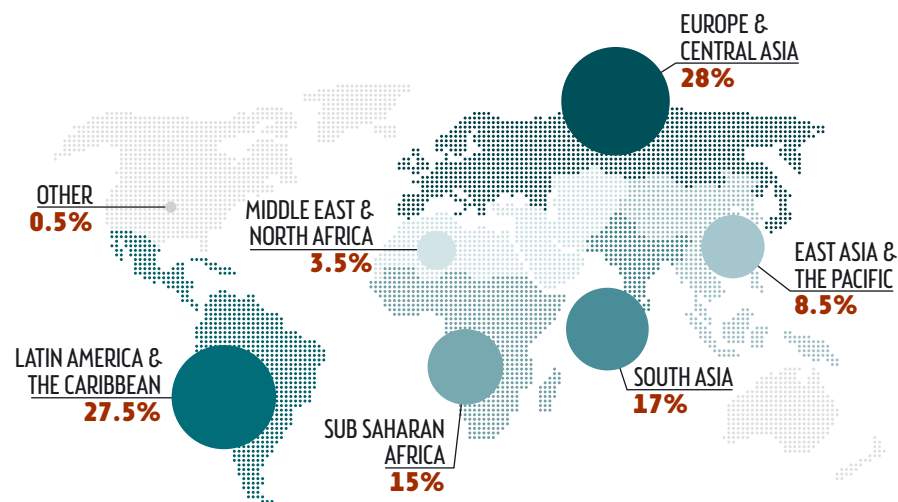 EUROPE &
CENTRAL ASIA
28%
OTHER
0.5%
MIDDLE EAST &
NORTH AFRICA
3.5%
EAST ASIA &
THE PACIFIC
8.5%
LATIN AMERICA &
THE CARIBBEAN
27.5%
SOUTH ASIA
17%
SUB SAHARAN
AFRICA
15%